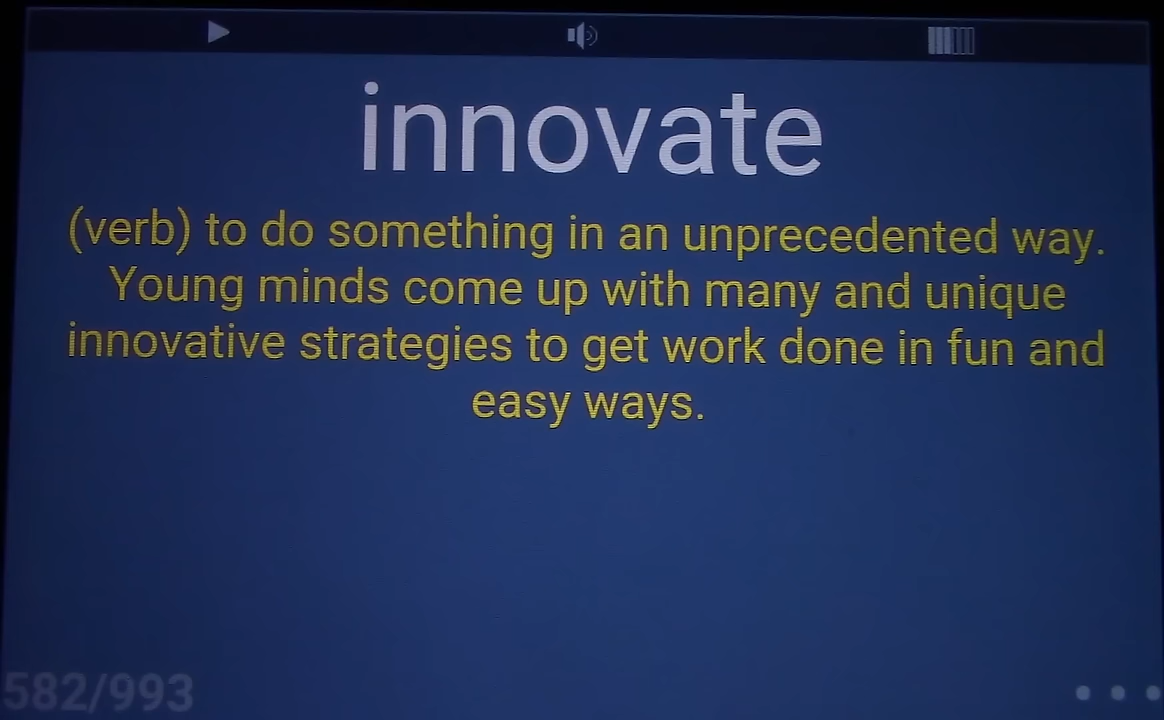 innovate
(verb) to do something in an unprecedented way.
Young minds come up with many and unique
innovative strategies to get work done in fun and
easy ways.
582/993